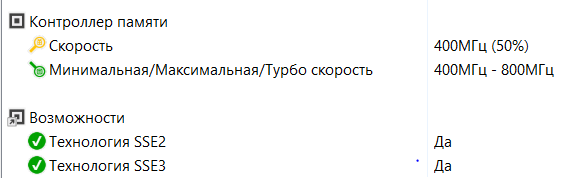 Контроллер памяти
Скорость 400МГц (50%)
Минимальная/Максимальная/Турбо скорость 400МГц - 800МГц
Возможности
Технология SSE2 Да
Технология SSE3 Да